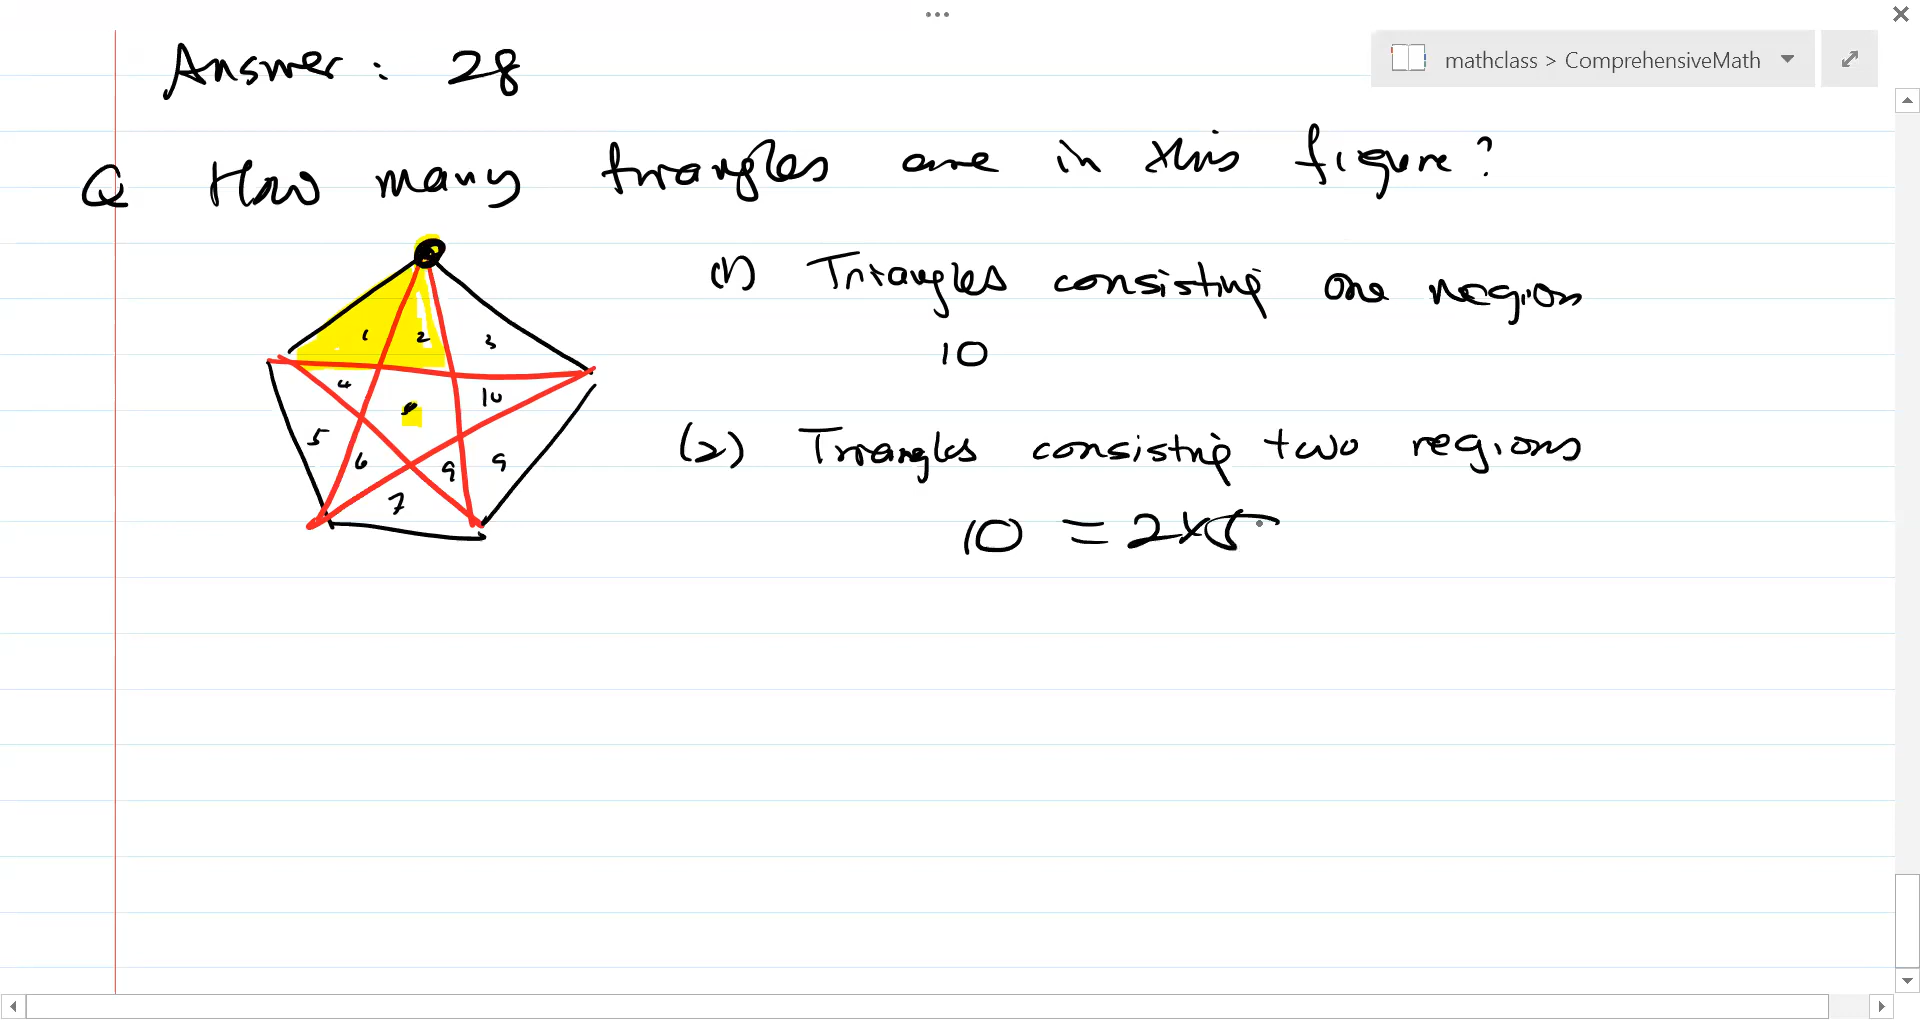 Answer : 28
mathclass > ComprehensiveMath
Q How many triangles are in this figure?
(1) Triangles consisting one region
10
1 2 3
4 10
5 6 9 9
7
(2) Triangles consisting two regions
10 = 2×5